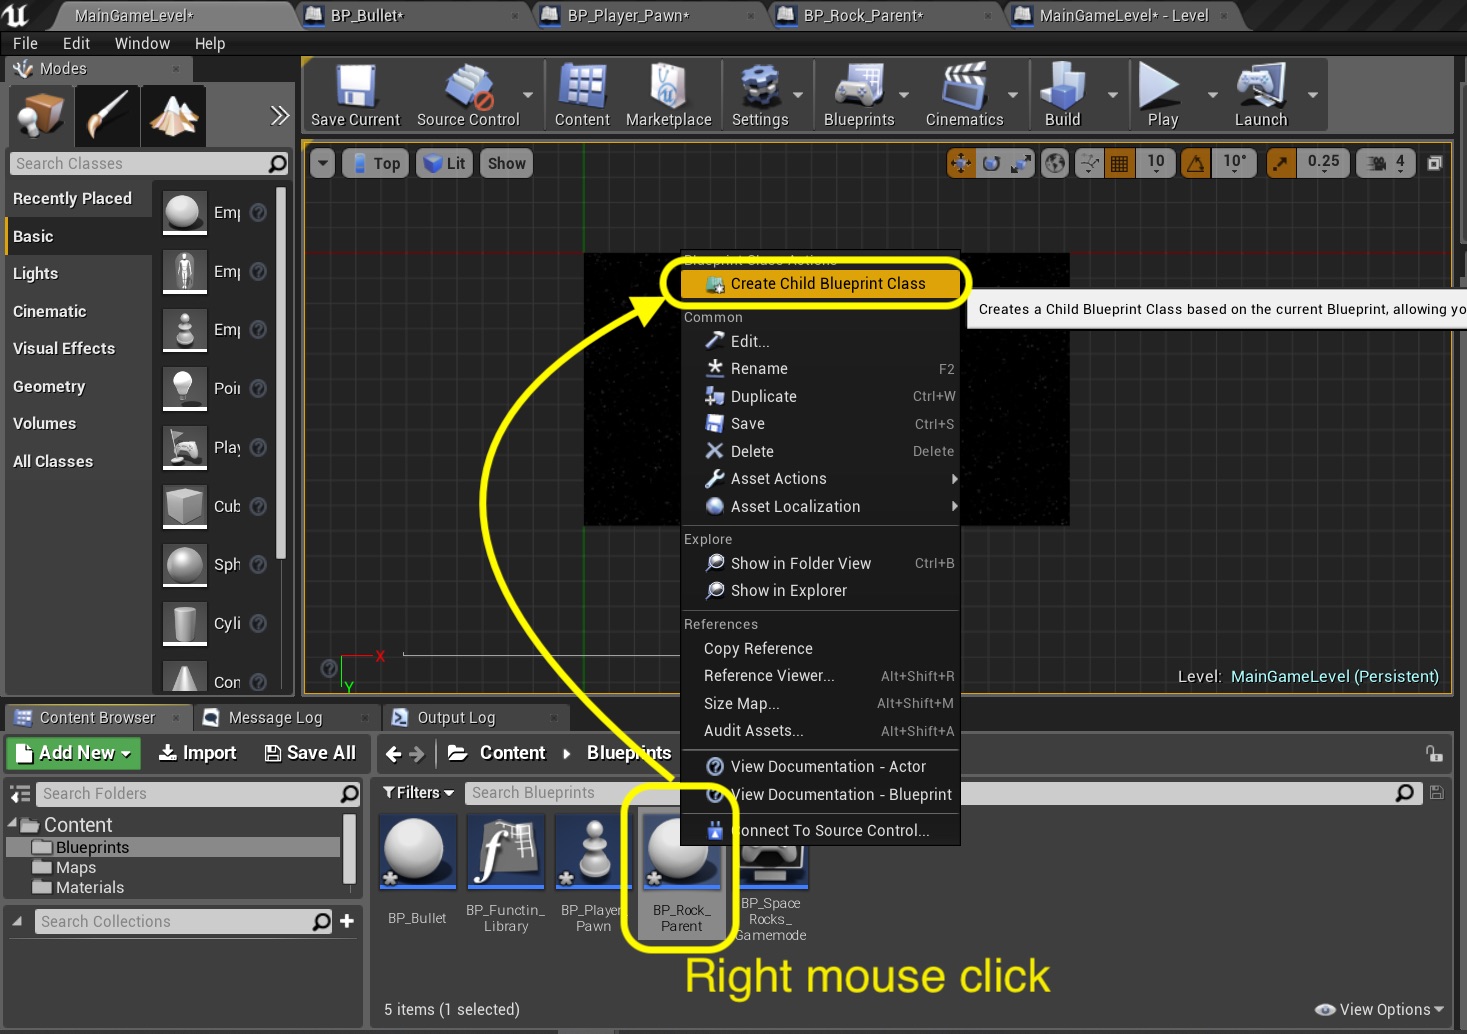 MainGameLevel*
BP_Bullet*
BP_Player_Pawn*
BP_Rock_Parent*
MainGameLevel* - Level
File Edit Window Help
Modes
Save Current
Source Control
Content
Marketplace
Settings
Blueprints
Cinematics
Build
Play
Launch
Search Classes
Recently Placed
Basic
Lights
Cinematic
Visual Effects
Geometry
Volumes
All Classes
Emp
Emp
Emp
Poi
Play
Cub
Sph
Cyli
Con
Top
Lit
Show
10
10°
0.25
4
Blueprint Class Actions
Create Child Blueprint Class
Creates a Child Blueprint Class based on the current Blueprint, allowing yo
Common
Edit...
Rename F2
Duplicate Ctrl+W
Save Ctrl+S
Delete Delete
Asset Actions
Asset Localization
Explore
Show in Folder View Ctrl+B
Show in Explorer
References
Copy Reference
Reference Viewer... Alt+Shift+R
Size Map... Alt+Shift+M
Audit Assets... Alt+Shift+A
View Documentation - Actor
View Documentation - Blueprint
Connect To Source Control...
X
Y
Level: MainGameLevel (Persistent)
Content Browser
Message Log
Output Log
Add New
Import
Save All
Content
Blueprints
Search Folders
Content
Blueprints
Maps
Materials
Search Collections
Filters
Search Blueprints
BP_Bullet
BP_Functin_
Library
BP_Player
Pawn
BP_Rock_
Parent
BP_Space
Rocks_
Gamemode
Right mouse click
5 items (1 selected)
View Options